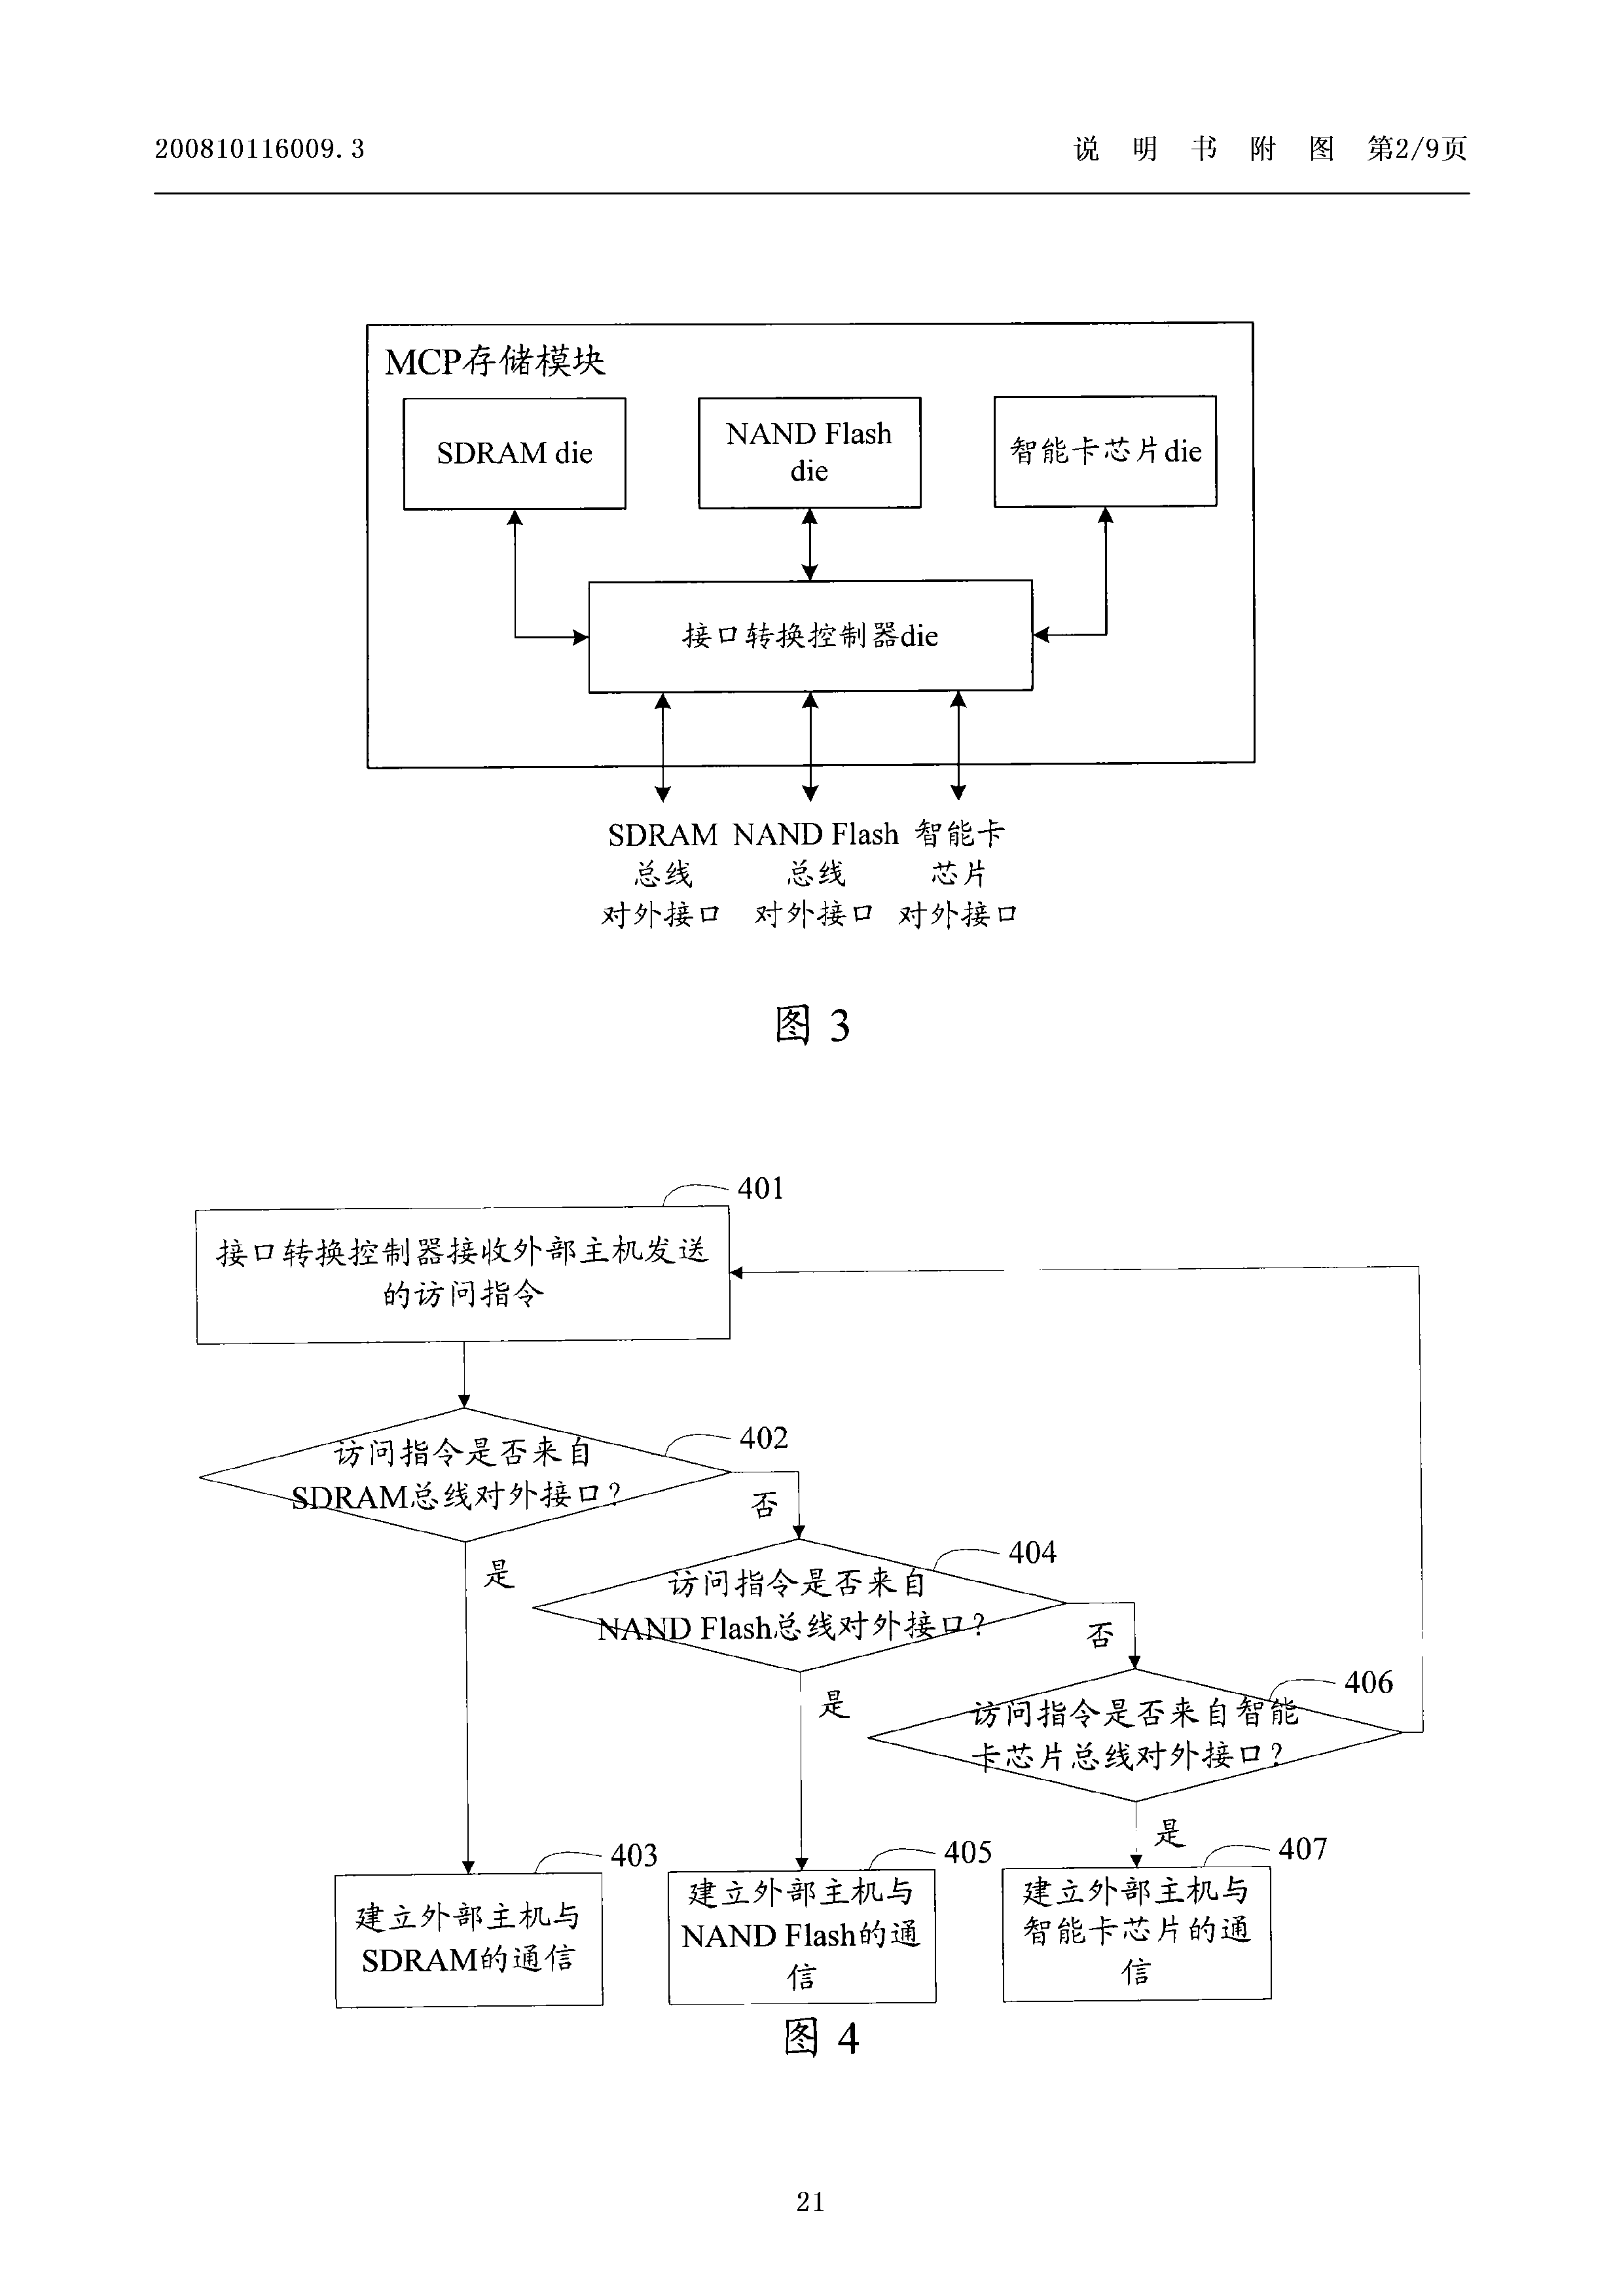 200810116009.3
说 明 书 附 图 第2/9页
MCP存储模块
SDRAM die
NAND Flash
die
智能卡芯片die
接口转换控制器die
SDRAM
总线
对外接口
NAND Flash
总线
对外接口
智能卡
芯片
对外接口
图 3
401
接口转换控制器接收外部主机发送
的访问指令
402
访问指令是否来自
SDRAM总线对外接口?
否
是
404
访问指令是否来自
NAND Flash总线对外接口?
否
是
406
访问指令是否来自智能
卡芯片总线对外接口?
是
403
建立外部主机与
SDRAM的通信
405
建立外部主机与
NAND Flash的通
信
407
建立外部主机与
智能卡芯片的通
信
图 4
21